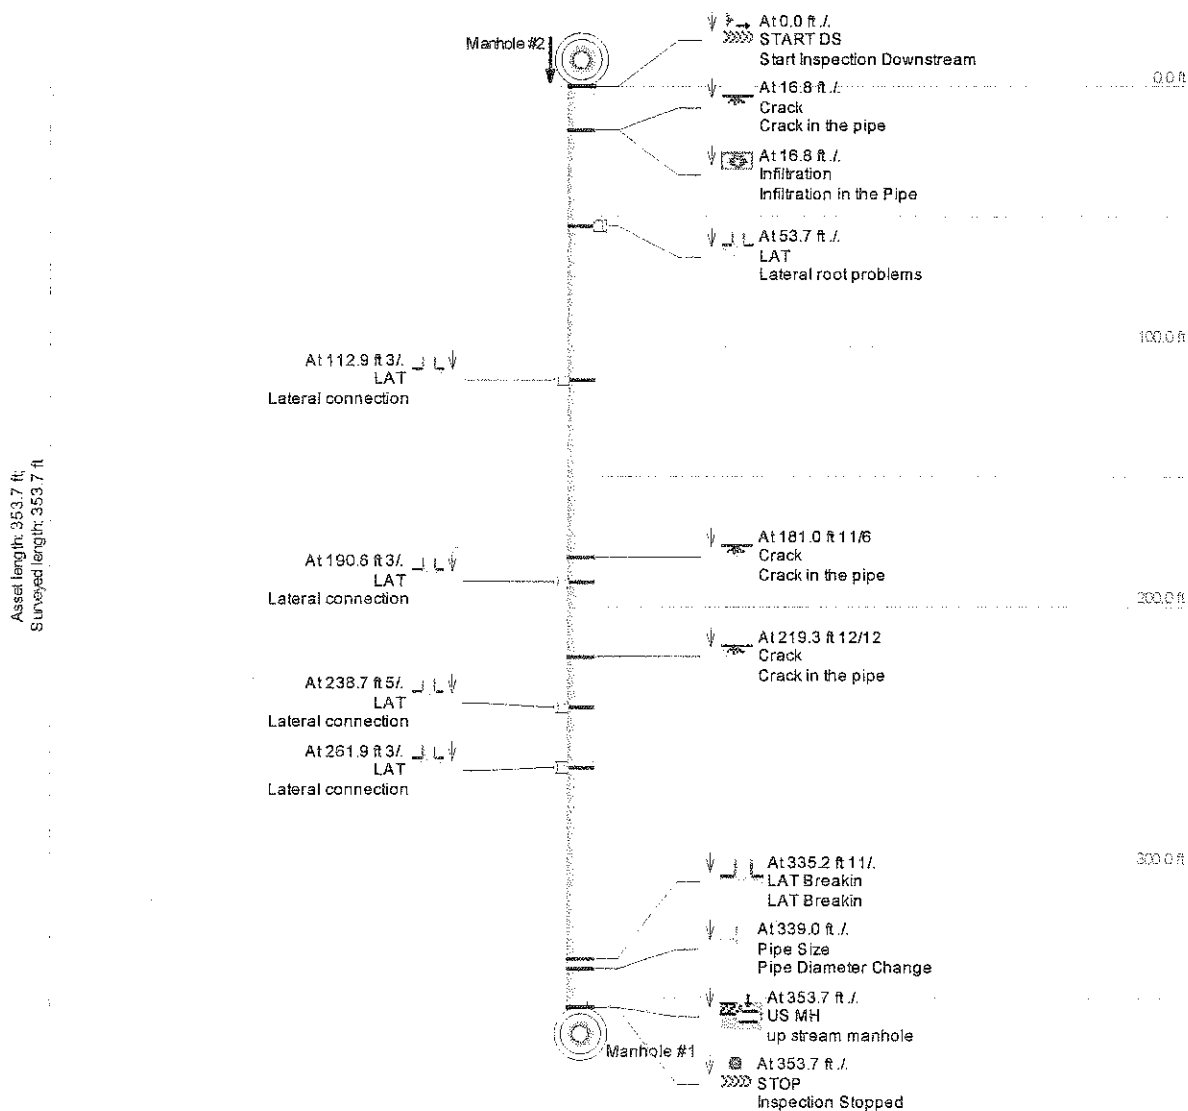 Manhole #2
At 0.0 ft ./.
START DS
Start Inspection Downstream
0.0 ft
At 16.8 ft ./.
Crack
Crack in the pipe
At 16.8 ft ./.
Infiltration
Infiltration in the Pipe
At 53.7 ft ./.
LAT
Lateral root problems
100.0 ft
At 112.9 ft 3/.
LAT
Lateral connection
Asset length: 353.7 ft;
Surveyed length: 353.7 ft
At 181.0 ft 11/6
Crack
Crack in the pipe
At 190.6 ft 3/.
LAT
Lateral connection
200.0 ft
At 219.3 ft 12/12
Crack
Crack in the pipe
At 238.7 ft 5/.
LAT
Lateral connection
At 261.9 ft 3/.
LAT
Lateral connection
300.0 ft
At 335.2 ft 11/.
LAT Breakin
LAT Breakin
At 339.0 ft ./.
Pipe Size
Pipe Diameter Change
At 353.7 ft ./.
US MH
up stream manhole
Manhole #1
At 353.7 ft ./.
STOP
Inspection Stopped